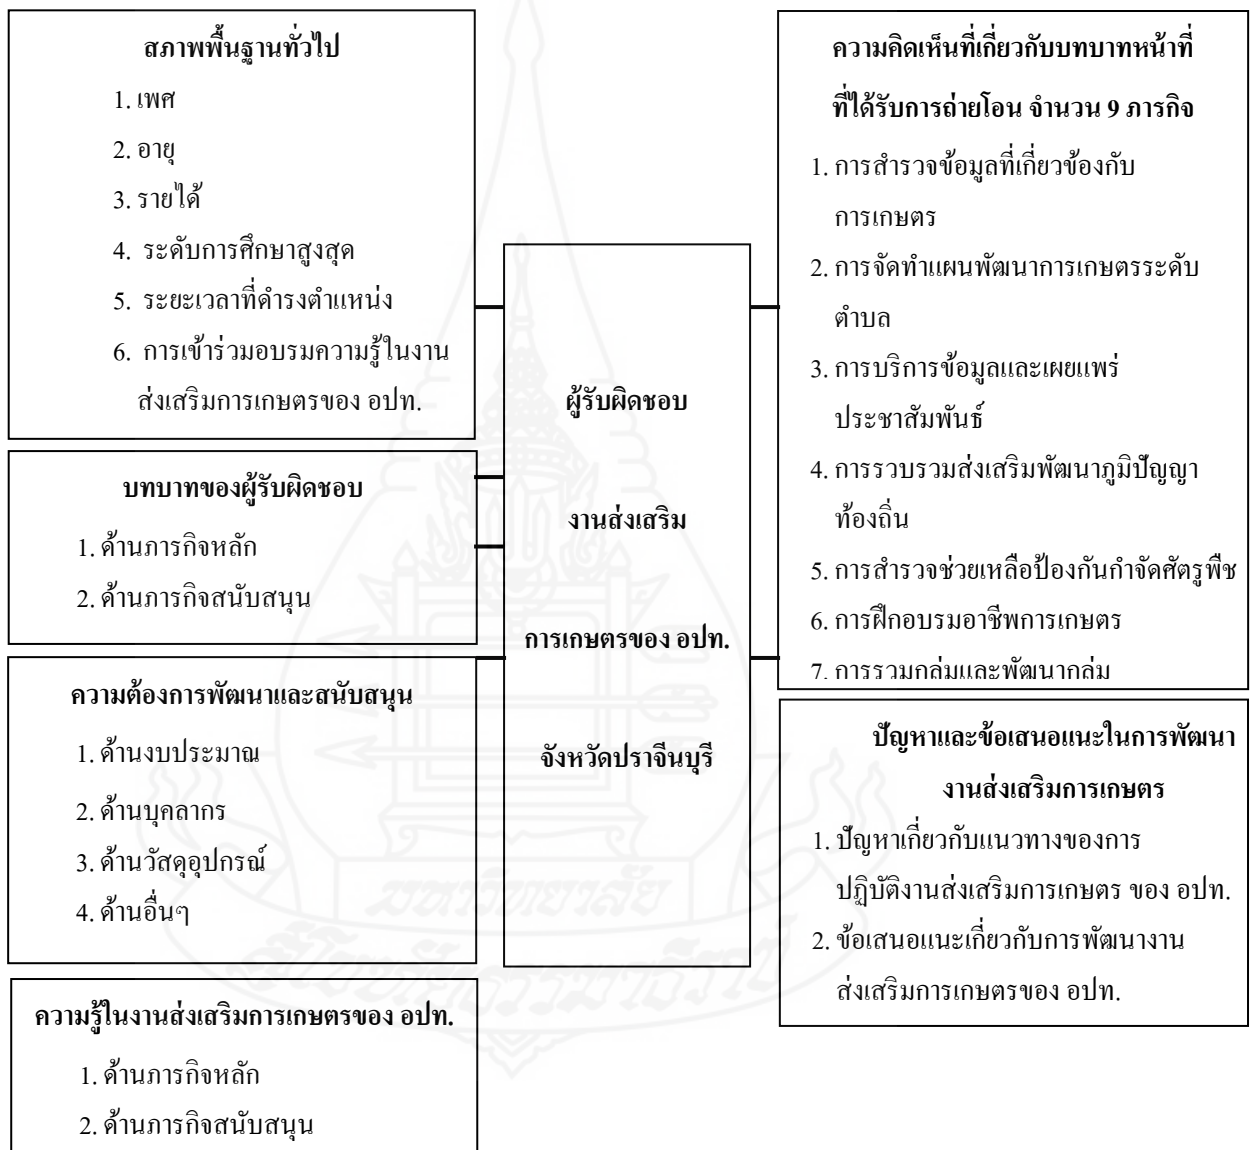 สภาพพื้นฐานทั่วไป
1. เพศ
2. อายุ
3. รายได้
4. ระดับการศึกษาสูงสุด
5. ระยะเวลาที่ดำรงตำแหน่ง
6. การเข้าร่วมอบรมความรู้ในงาน
ส่งเสริมการเกษตรของ อปท.
บทบาทของผู้รับผิดชอบ
1. ด้านภารกิจหลัก
2. ด้านภารกิจสนับสนุน
ความต้องการพัฒนาและสนับสนุน
1. ด้านงบประมาณ
2. ด้านบุคลากร
3. ด้านวัสดุอุปกรณ์
4. ด้านอื่นๆ
ความรู้ในงานส่งเสริมการเกษตรของ อปท.
1. ด้านภารกิจหลัก
2. ด้านภารกิจสนับสนุน
ผู้รับผิดชอบ
งานส่งเสริม
การเกษตรของ อปท.
จังหวัดปราจีนบุรี
ความคิดเห็นที่เกี่ยวกับบทบาทหน้าที่
ที่ได้รับการถ่ายโอน จำนวน 9 ภารกิจ
1. การสำรวจข้อมูลที่เกี่ยวข้องกับ
การเกษตร
2. การจัดทำแผนพัฒนาการเกษตรระดับ
ตำบล
3. การบริการข้อมูลและเผยแพร่
ประชาสัมพันธ์
4. การรวบรวมส่งเสริมพัฒนาภูมิปัญญา
ท้องถิ่น
5. การสำรวจช่วยเหลือป้องกันกำจัดศัตรูพืช
6. การฝึกอบรมอาชีพการเกษตร
7. การรวมกลุ่มและพัฒนากลุ่ม
ปัญหาและข้อเสนอแนะในการพัฒนา
งานส่งเสริมการเกษตร
1. ปัญหาเกี่ยวกับแนวทางของการ
ปฏิบัติงานส่งเสริมการเกษตร ของ อปท.
2. ข้อเสนอแนะเกี่ยวกับการพัฒนางาน
ส่งเสริมการเกษตรของ อปท.
มหาวิทยาลัย
สุโขทัยธรรมาธิราช